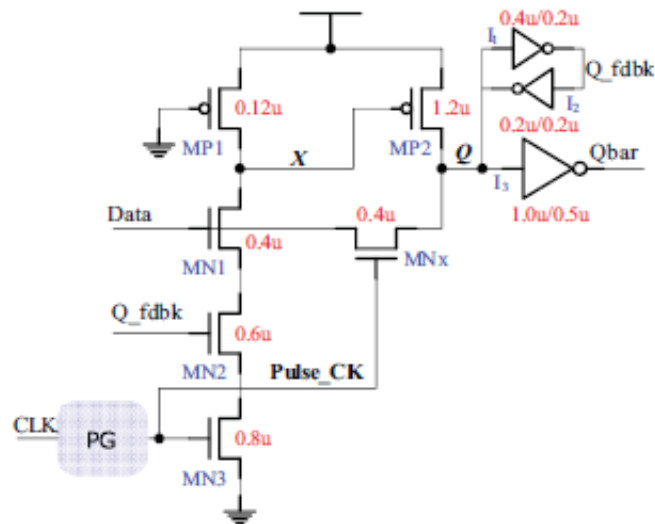 0.4u/0.2u
I₁
Q_fdbk
I₂
0.12u
1.2u
0.2u/0.2u
MP1
X
MP2
Q
I₃
Qbar
1.0u/0.5u
Data
0.4u
0.4u
MN1
MNx
Q_fdbk
0.6u
MN2
Pulse_CK
CLK
PG
0.8u
MN3